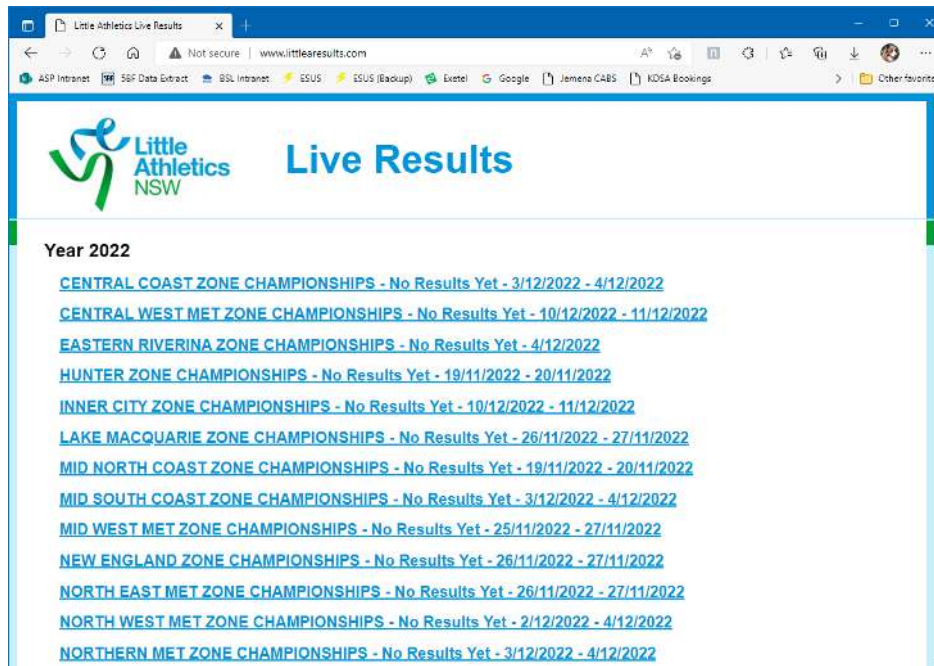 Little Athletics Live Results
Not secure | www.littlearesults.com
ASP Intranet SBF Data Extract BSL Intranet ESUS ESUS (Backup) Exetel Google Jemena CABS KDSA Bookings Other favorite
Little
Athletics
NSW
Live Results
Year 2022
CENTRAL COAST ZONE CHAMPIONSHIPS - No Results Yet - 3/12/2022 - 4/12/2022
CENTRAL WEST MET ZONE CHAMPIONSHIPS - No Results Yet - 10/12/2022 - 11/12/2022
EASTERN RIVERINA ZONE CHAMPIONSHIPS - No Results Yet - 4/12/2022
HUNTER ZONE CHAMPIONSHIPS - No Results Yet - 19/11/2022 - 20/11/2022
INNER CITY ZONE CHAMPIONSHIPS - No Results Yet - 10/12/2022 - 11/12/2022
LAKE MACQUARIE ZONE CHAMPIONSHIPS - No Results Yet - 26/11/2022 - 27/11/2022
MID NORTH COAST ZONE CHAMPIONSHIPS - No Results Yet - 19/11/2022 - 20/11/2022
MID SOUTH COAST ZONE CHAMPIONSHIPS - No Results Yet - 3/12/2022 - 4/12/2022
MID WEST MET ZONE CHAMPIONSHIPS - No Results Yet - 25/11/2022 - 27/11/2022
NEW ENGLAND ZONE CHAMPIONSHIPS - No Results Yet - 26/11/2022 - 27/11/2022
NORTH EAST MET ZONE CHAMPIONSHIPS - No Results Yet - 26/11/2022 - 27/11/2022
NORTH WEST MET ZONE CHAMPIONSHIPS - No Results Yet - 2/12/2022 - 4/12/2022
NORTHERN MET ZONE CHAMPIONSHIPS - No Results Yet - 3/12/2022 - 4/12/2022